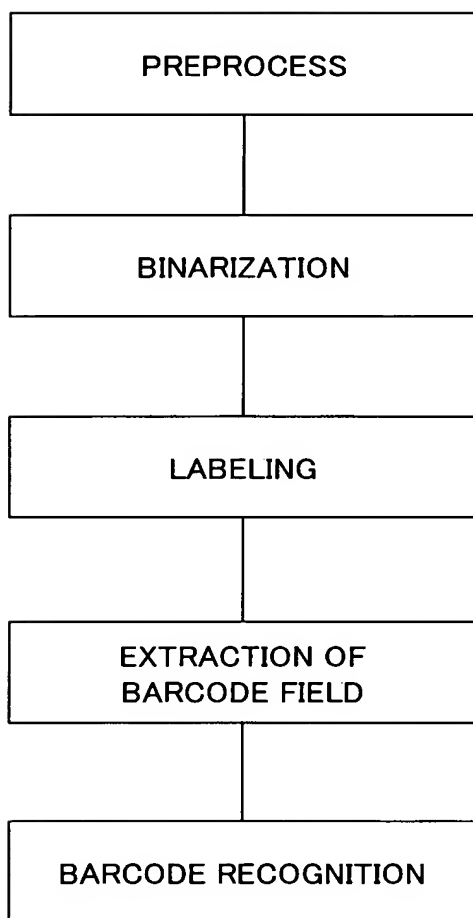 PREPROCESS
BINARIZATION
LABELING
EXTRACTION OF
BARCODE FIELD
BARCODE RECOGNITION